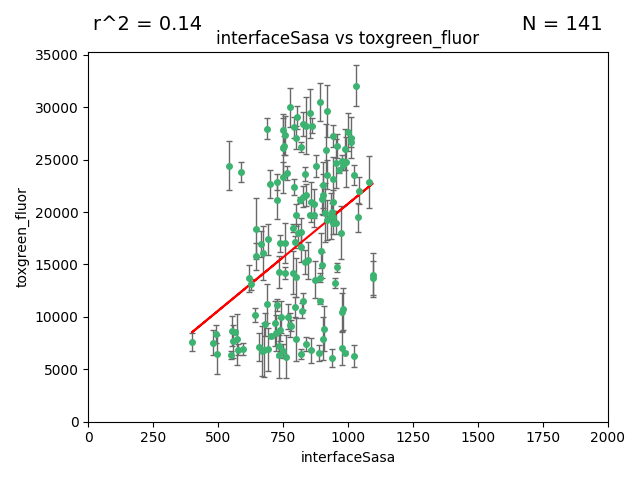 r^2 = 0.14
N = 141
interfaceSasa vs toxgreen_fluor
toxgreen_fluor
35000
30000
25000
20000
15000
10000
5000
0
0 250 500 750 1000 1250 1500 1750 2000
interfaceSasa